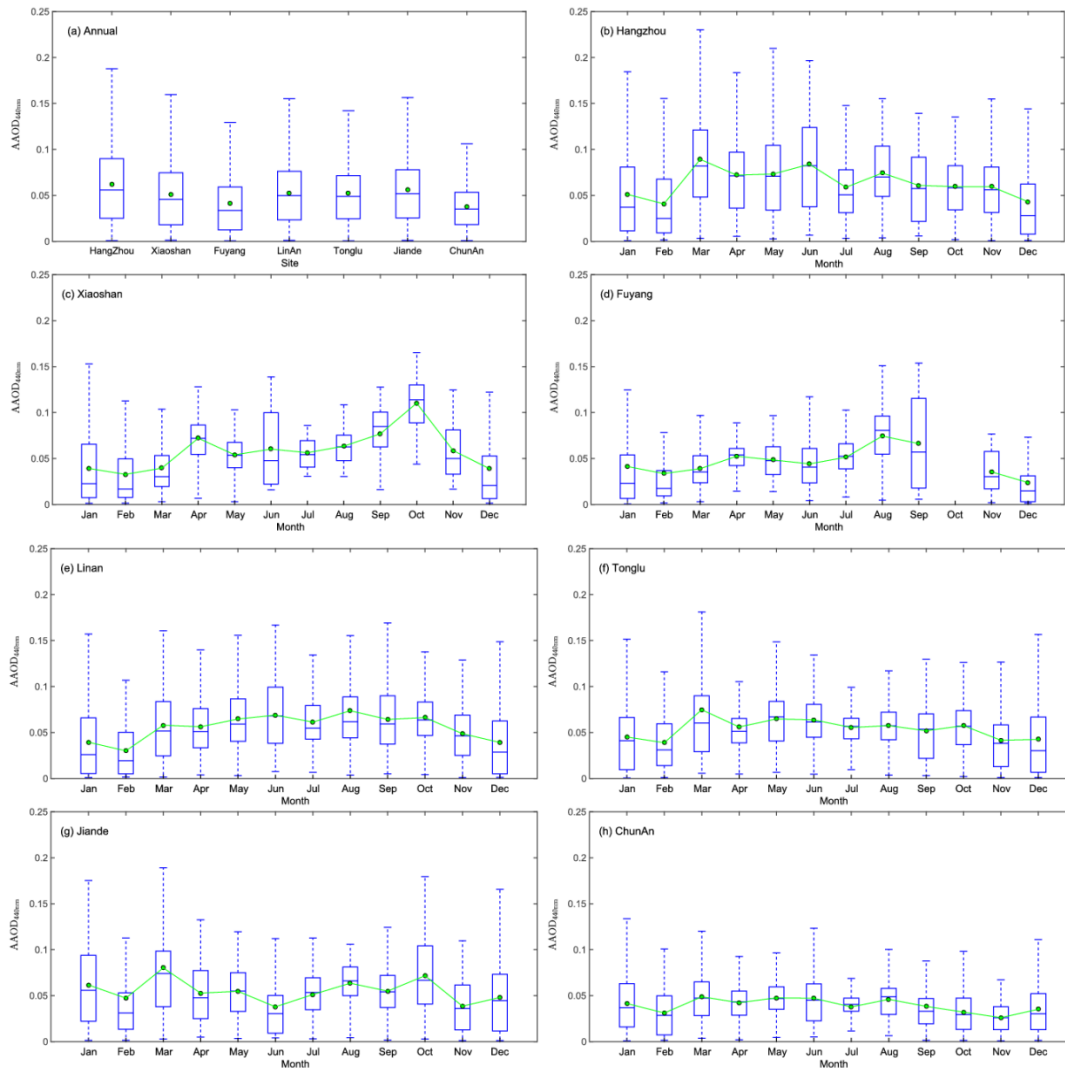 (a) Annual
0.25
0.2
0.15
0.1
0.05
0
AAOD440nm
HangZhou Xiaoshan Fuyang LinAn Tonglu Jiande ChunAn
Site
(b) Hangzhou
0.25
0.2
0.15
0.1
0.05
0
AAOD440nm
Jan Feb Mar Apr May Jun Jul Aug Sep Oct Nov Dec
Month
(c) Xiaoshan
0.25
0.2
0.15
0.1
0.05
0
AAOD440nm
Jan Feb Mar Apr May Jun Jul Aug Sep Oct Nov Dec
Month
(d) Fuyang
0.25
0.2
0.15
0.1
0.05
0
AAOD440nm
Jan Feb Mar Apr May Jun Jul Aug Sep Oct Nov Dec
Month
(e) Linan
0.25
0.2
0.15
0.1
0.05
0
AAOD440nm
Jan Feb Mar Apr May Jun Jul Aug Sep Oct Nov Dec
Month
(f) Tonglu
0.25
0.2
0.15
0.1
0.05
0
AAOD440nm
Jan Feb Mar Apr May Jun Jul Aug Sep Oct Nov Dec
Month
(g) Jiande
0.25
0.2
0.15
0.1
0.05
0
AAOD440nm
Jan Feb Mar Apr May Jun Jul Aug Sep Oct Nov Dec
Month
(h) ChunAn
0.25
0.2
0.15
0.1
0.05
0
AAOD440nm
Jan Feb Mar Apr May Jun Jul Aug Sep Oct Nov Dec
Month